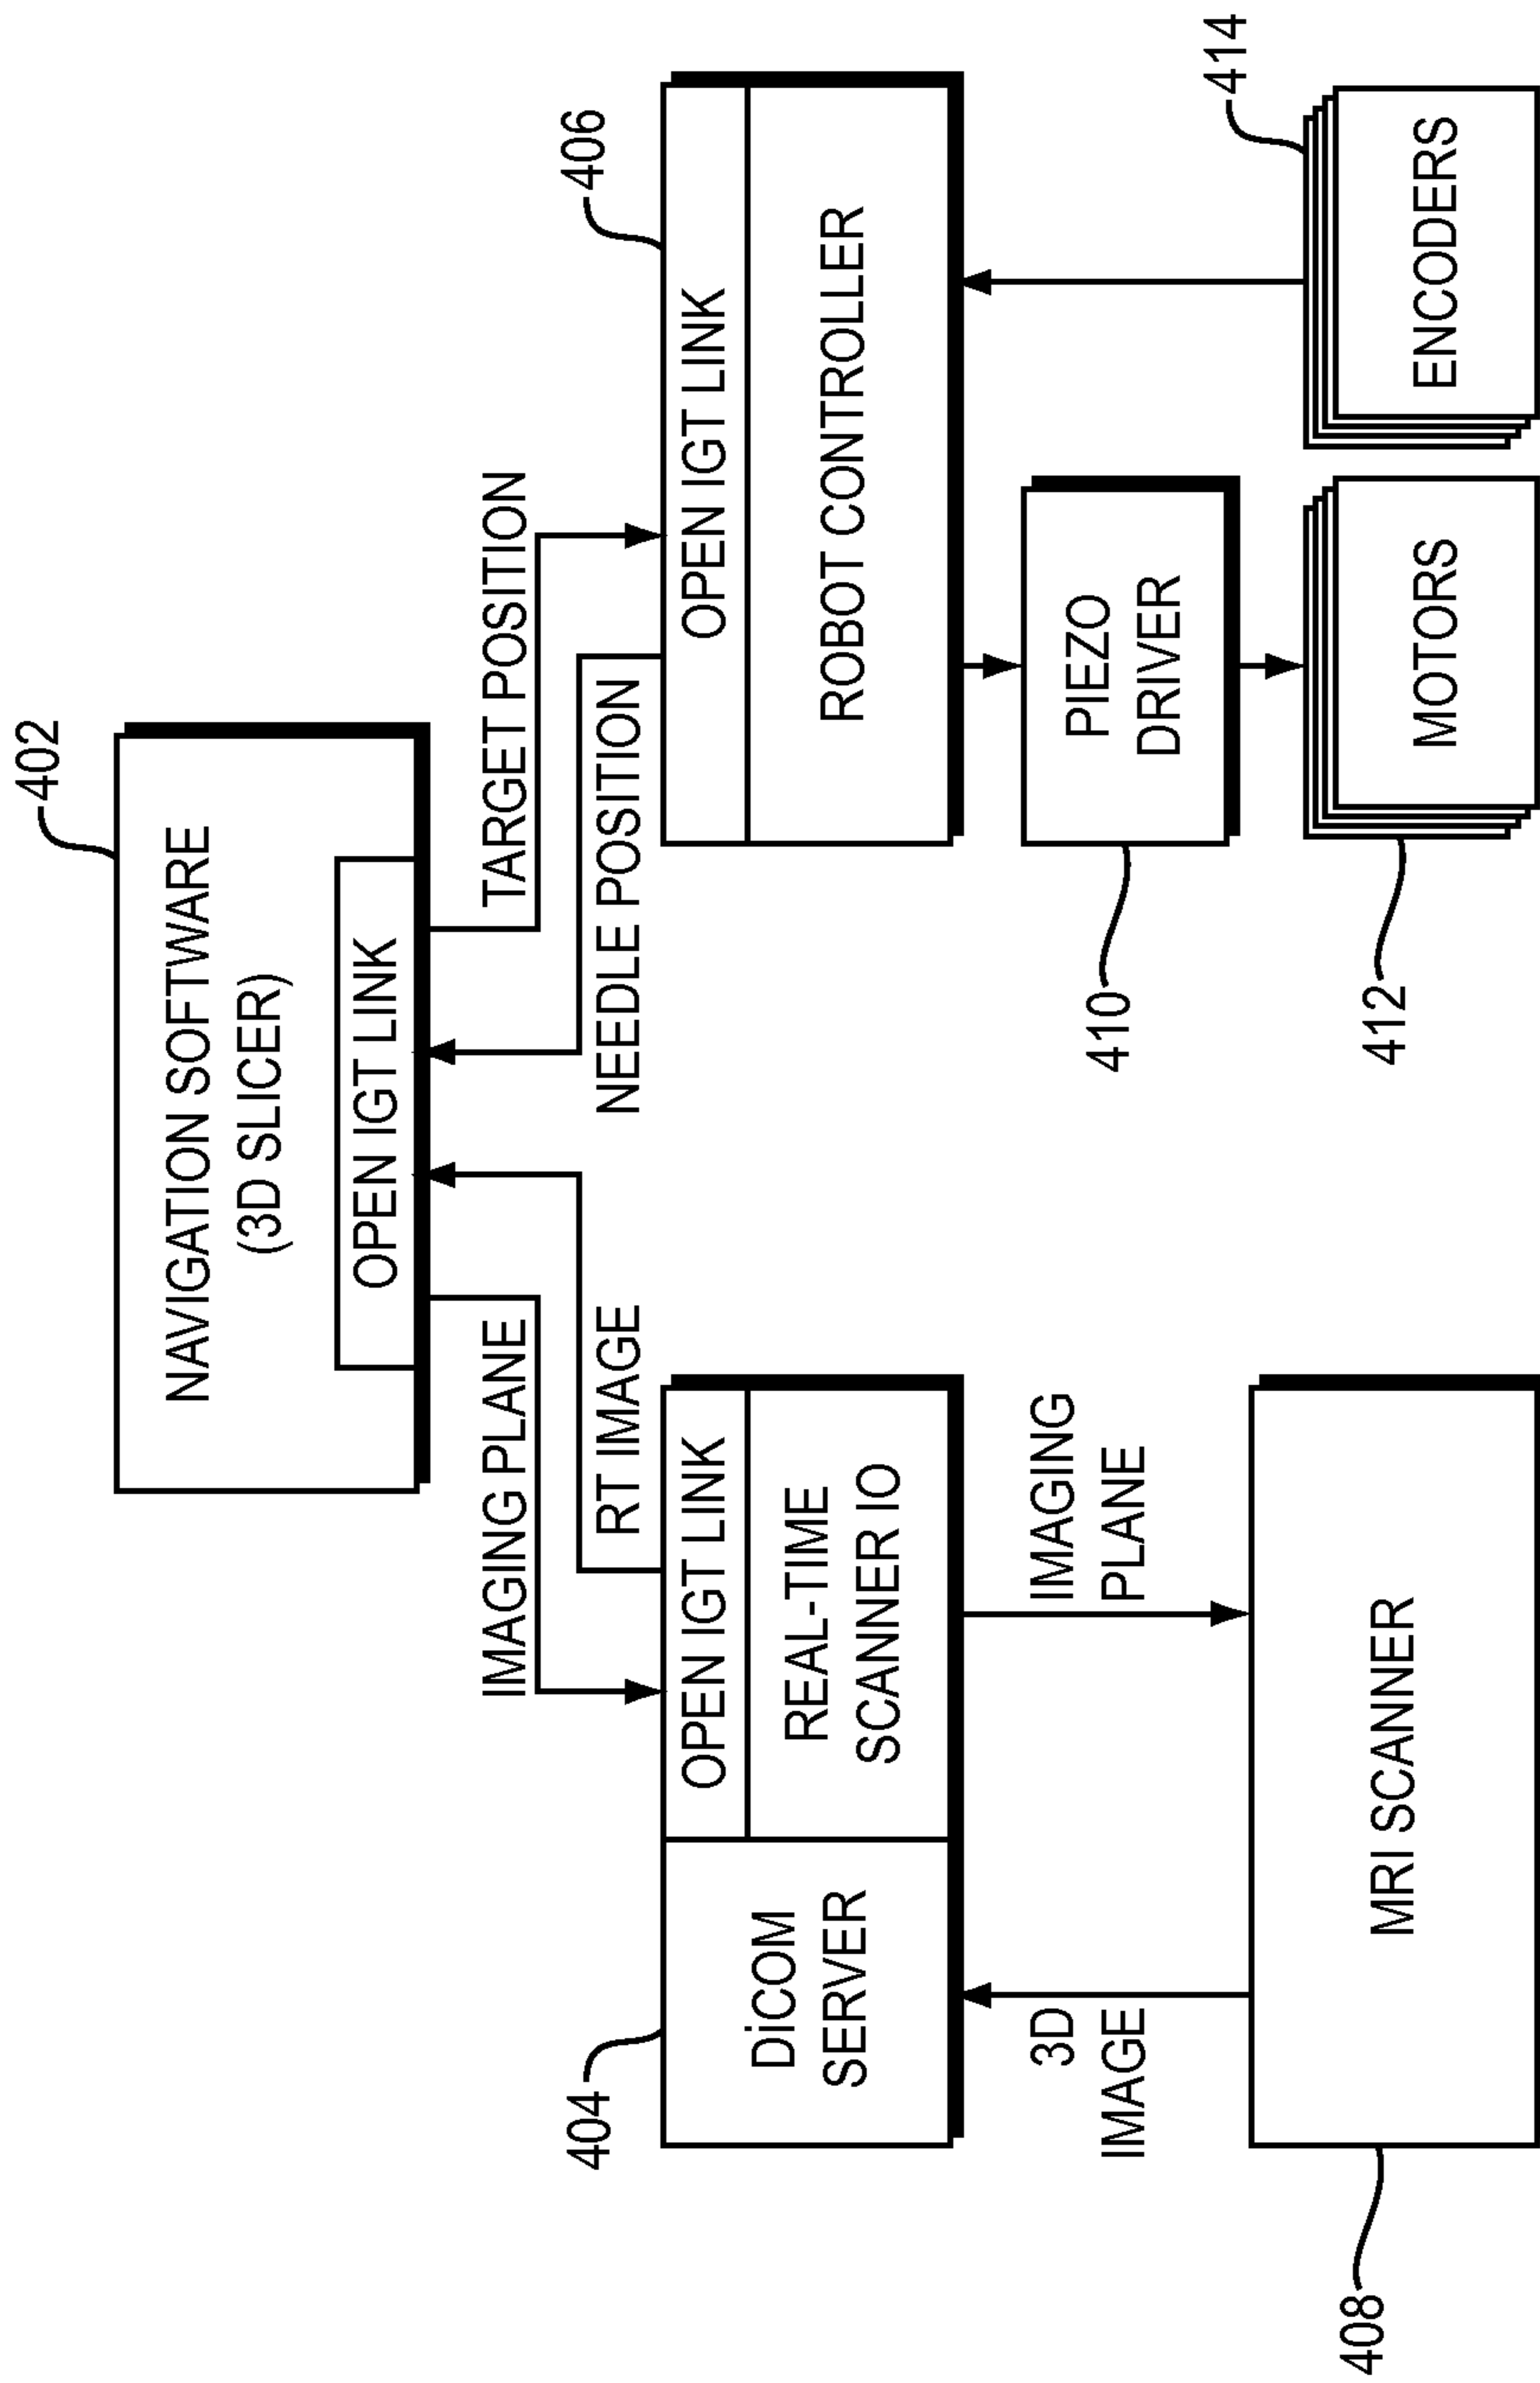 402
NAVIGATION SOFTWARE
(3D SLICER)
OPEN IGT LINK
IMAGING PLANE
TARGET POSITION
RT IMAGE
NEEDLE POSITION
404
406
DiCOM
SERVER
OPEN IGT LINK
REAL-TIME
SCANNER IO
OPEN IGT LINK
ROBOT CONTROLLER
3D
IMAGE
IMAGING
PLANE
410
PIEZO
DRIVER
408
MRI SCANNER
412
MOTORS
414
ENCODERS